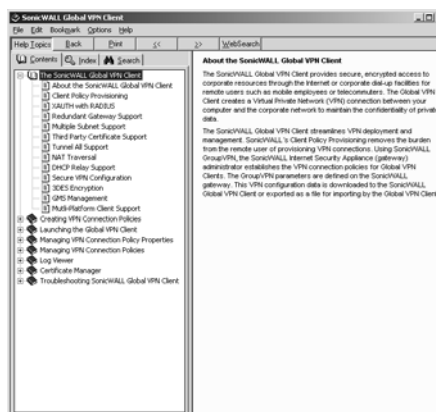 SonicWALL Global VPN Client
File Edit Bookmark Options Help
Help Topics Back Print << >> WebSearch
Contents Index Search
The SonicWALL Global VPN Client
About the SonicWALL Global VPN Client
Client Policy Provisioning
XAUTH with RADIUS
Redundant Gateway Support
Multiple Subnet Support
Third Party Certificate Support
Tunnel All Support
NAT Traversal
DHCP Relay Support
Secure VPN Configuration
3DES Encryption
GMS Management
Multi-Platform Client Support
Creating VPN Connection Policies
Launching the Global VPN Client
Managing VPN Connection Policy Properties
Managing VPN Connection Policies
Log Viewer
Certificate Manager
Troubleshooting SonicWALL Global VPN Client
About the SonicWALL Global VPN Client
The SonicWALL Global VPN Client provides secure, encrypted access to
corporate resources through the Internet or corporate dial-up facilities for
remote users such as mobile employees or telecommuters. The Global VPN
Client creates a Virtual Private Network (VPN) connection between your
computer and the corporate network to maintain the confidentiality of private
data.
The SonicWALL Global VPN Client streamlines VPN deployment and
management. SonicWALL's Client Policy Provisioning removes the burden
from the remote user of provisioning VPN connections. Using SonicWALL
GroupVPN, the SonicWALL Internet Security Appliance (gateway)
administrator establishes the VPN connection policies for Global VPN
Clients. The GroupVPN parameters are defined on the SonicWALL
gateway. This VPN configuration data is downloaded to the SonicWALL
Global VPN Client or exported as a file for importing by the Global VPN Client